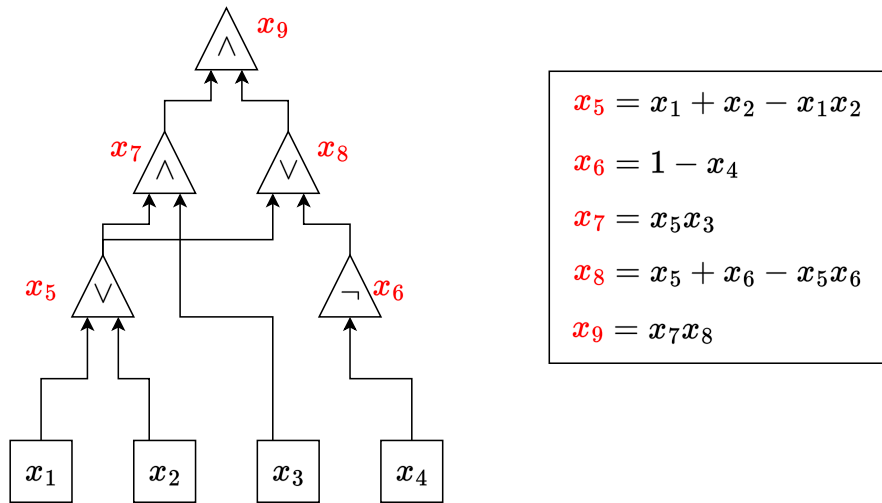 x₉
∧
x₇
∧
x₈
∨
x₅
∨
x₆
¬
x₁
x₂
x₃
x₄
x₅ = x₁ + x₂ − x₁x₂
x₆ = 1 − x₄
x₇ = x₅x₃
x₈ = x₅ + x₆ − x₅x₆
x₉ = x₇x₈